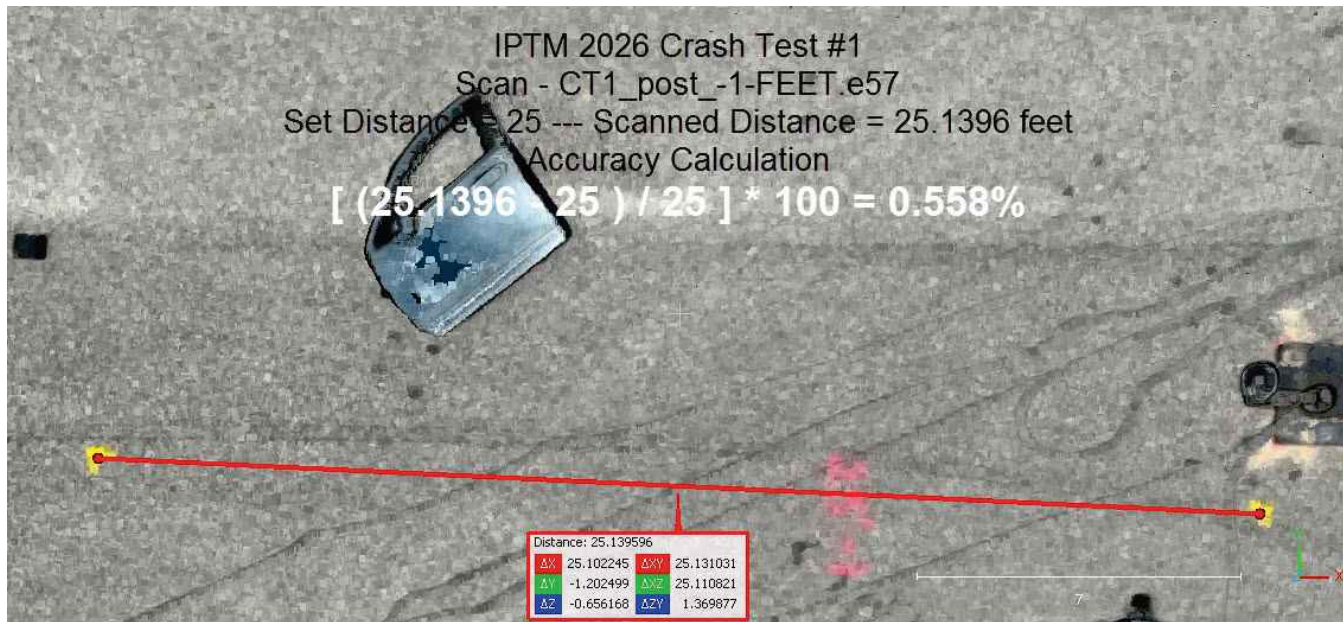 IPTM 2026 Crash Test #1
Scan - CT1_post_-1-FEET.e57
Set Distance = 25 --- Scanned Distance = 25.1396 feet
Accuracy Calculation
[ (25.1396 - 25 ) / 25 ] * 100 = 0.558%
Distance: 25.139596
ΔX 25.102245 ΔXY 25.131031
ΔY -1.202499 ΔXZ 25.110821
ΔZ -0.656168 ΔZY 1.369877
7
X